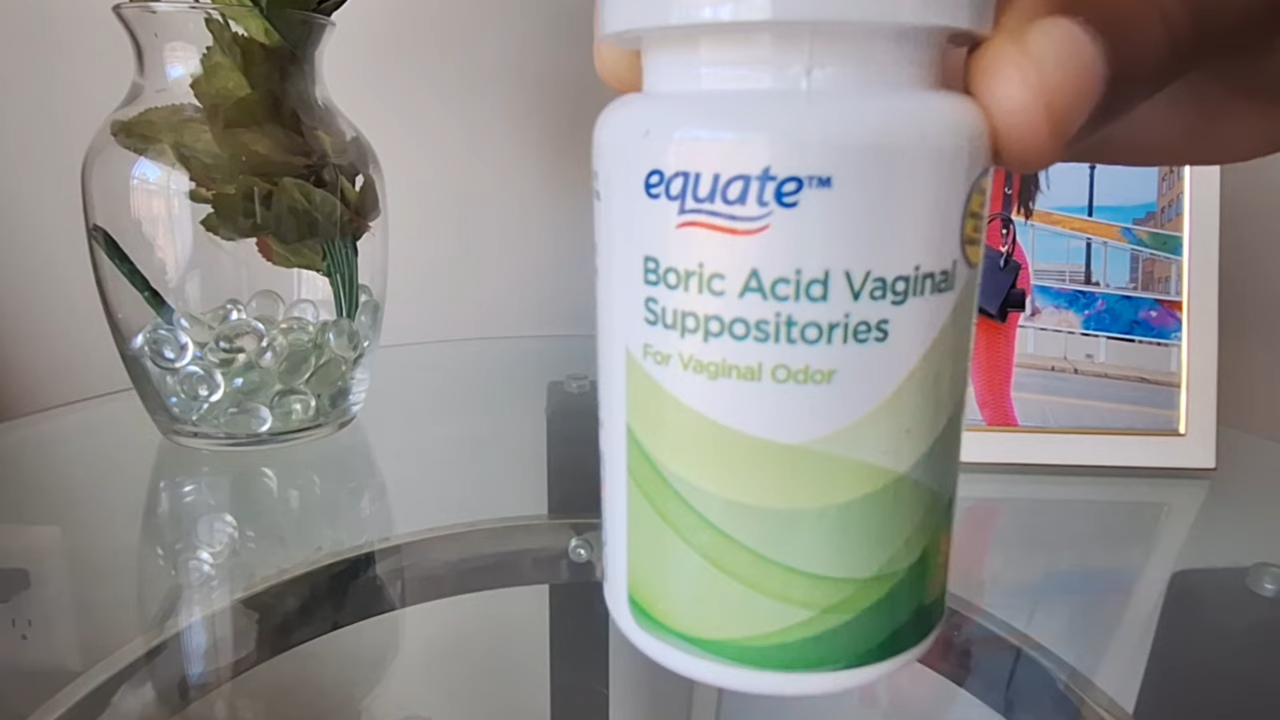 equate™
Boric Acid Vaginal
Suppositories
For Vaginal Odor